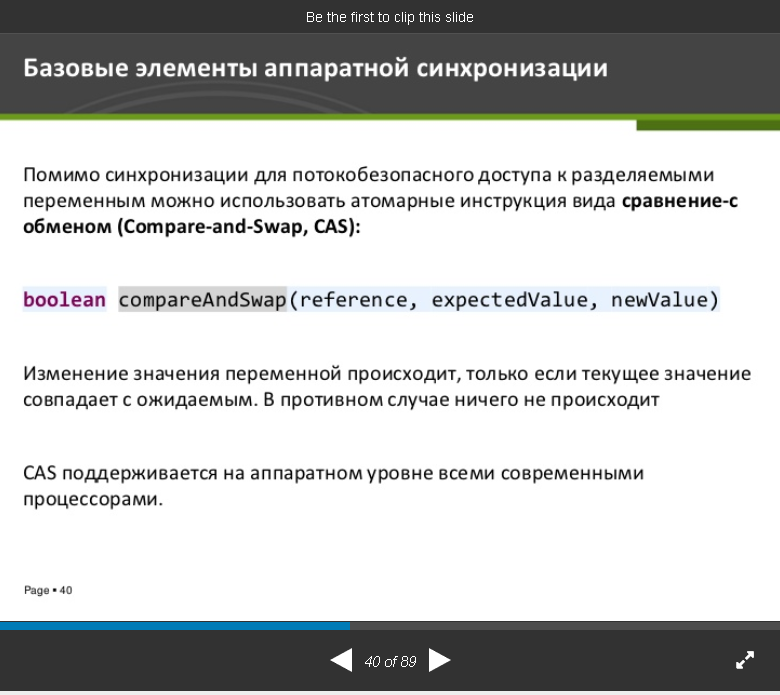 Be the first to clip this slide
Базовые элементы аппаратной синхронизации
Помимо синхронизации для потокобезопасного доступа к разделяемыми
переменным можно использовать атомарные инструкция вида сравнение-с
обменом (Compare-and-Swap, CAS):
boolean compareAndSwap(reference, expectedValue, newValue)
Изменение значения переменной происходит, только если текущее значение
совпадает с ожидаемым. В противном случае ничего не происходит
CAS поддерживается на аппаратном уровне всеми современными
процессорами.
Page ▪ 40
40 of 89